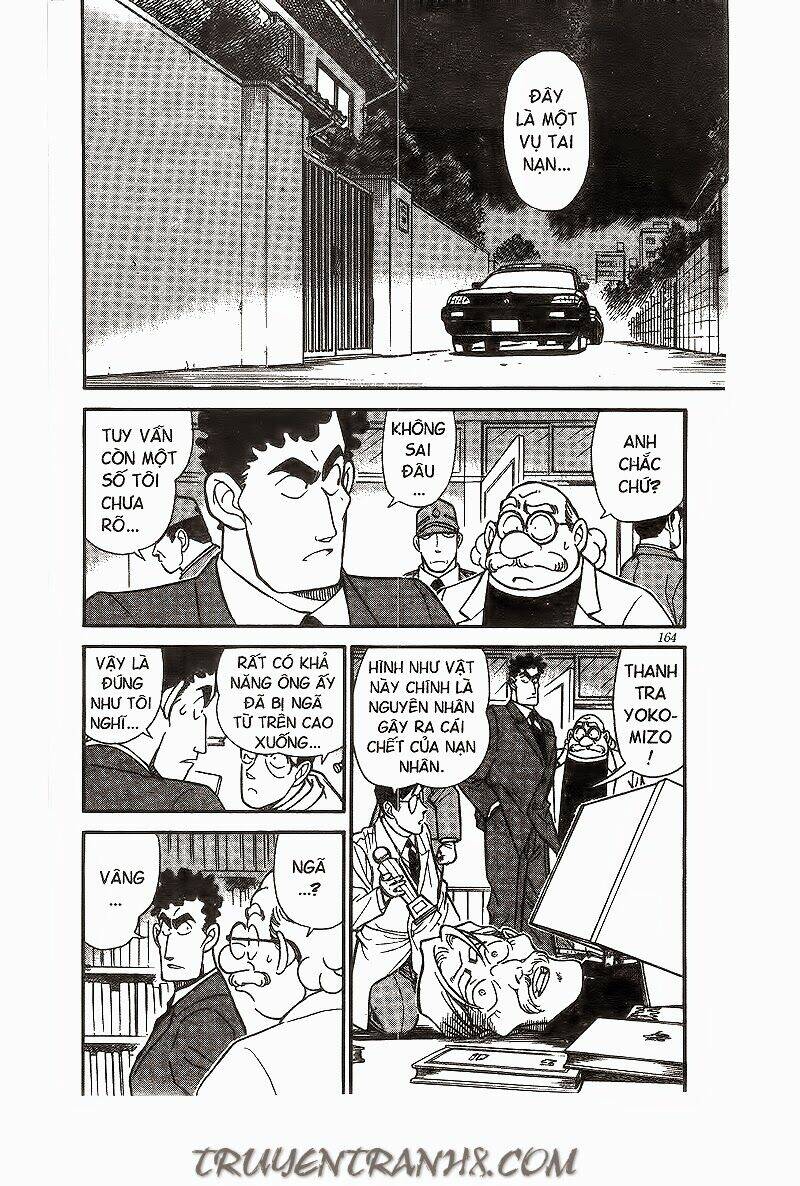 ĐÂY
LÀ MỘT
VỤ TAI
NẠN...
ANH
CHẮC
CHỨ?
KHÔNG
SAI
ĐÂU
...
TUY VẪN
CÒN MỘT
SỐ TÔI
CHƯA
RÕ...
164
THANH
TRA
YOKO-
MIZO
!
HÌNH NHƯ VẬT
NÀY CHÍNH LÀ
NGUYÊN NHÂN
GÂY RA CÁI
CHẾT CỦA NẠN
NHÂN.
RẤT CÓ KHẢ
NĂNG ÔNG ẤY
ĐÃ BỊ NGÃ
TỪ TRÊN CAO
XUỐNG...
VẬY LÀ
ĐÚNG
NHƯ TÔI
NGHĨ...
NGÃ
...?
VÂNG
...
TRUYENTRANH8.COM